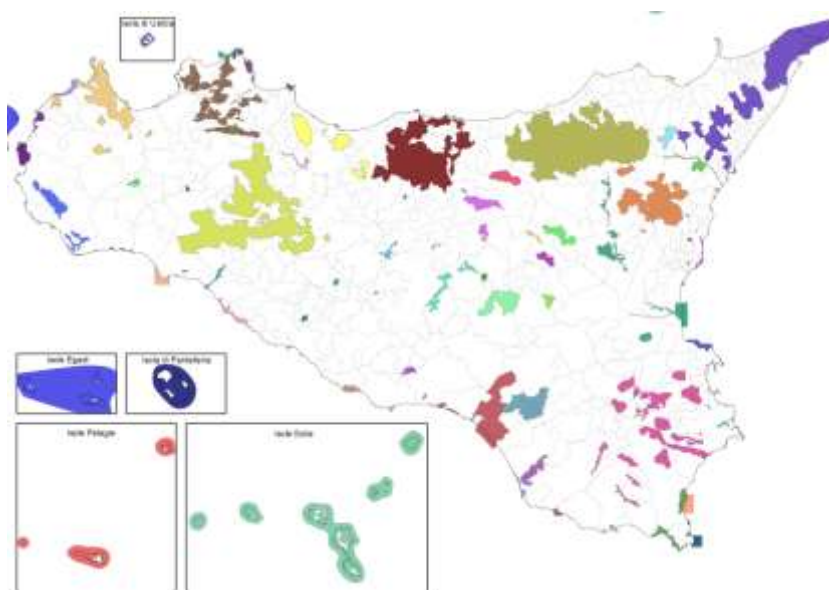 Isola di Ustica
Isole Egadi
Isola di Pantelleria
Isole Pelagie
Isole Eolie